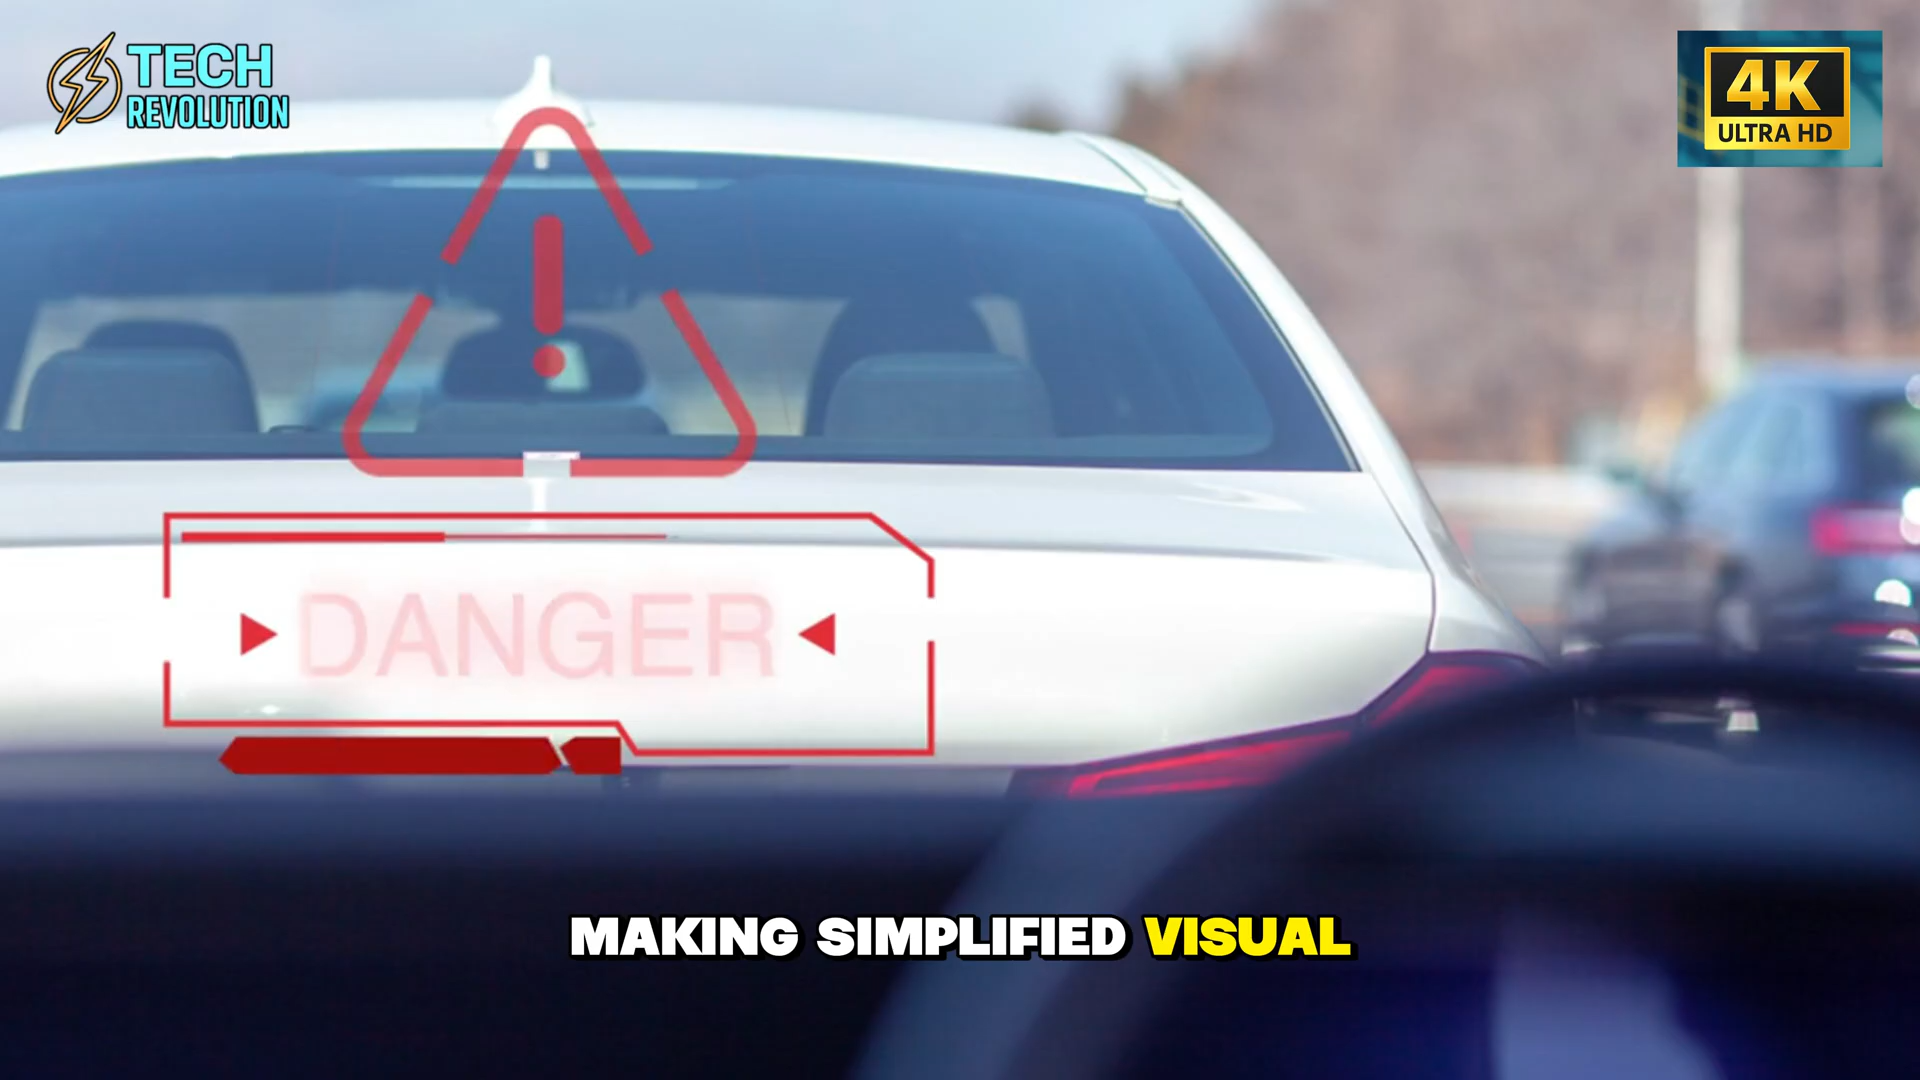 TECH
REVOLUTION
4K
ULTRA HD
DANGER
MAKING SIMPLIFIED VISUAL